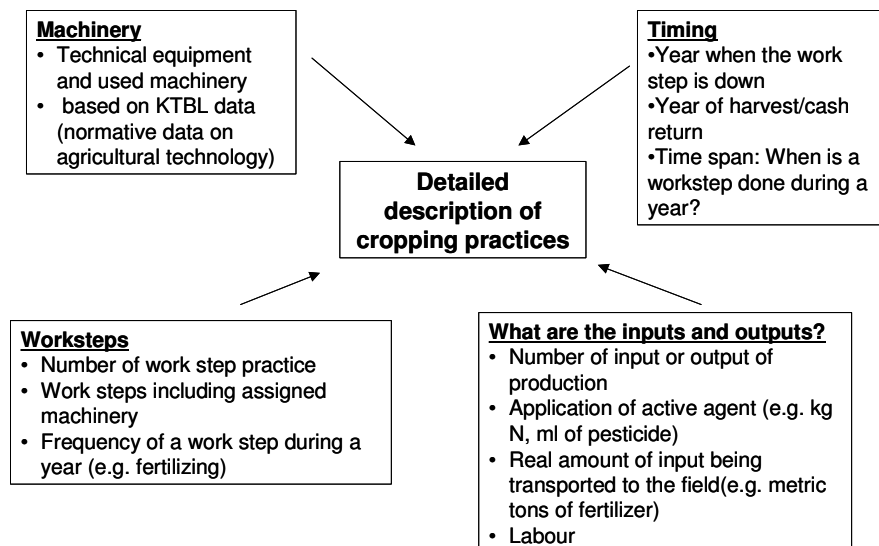 Machinery
• Technical equipment
and used machinery
• based on KTBL data
(normative data on
agricultural technology)
Timing
•Year when the work
step is down
•Year of harvest/cash
return
•Time span: When is a
workstep done during a
year?
Detailed
description of
cropping practices
Worksteps
• Number of work step practice
• Work steps including assigned
machinery
• Frequency of a work step during a
year (e.g. fertilizing)
What are the inputs and outputs?
• Number of input or output of
production
• Application of active agent (e.g. kg
N, ml of pesticide)
• Real amount of input being
transported to the field(e.g. metric
tons of fertilizer)
• Labour